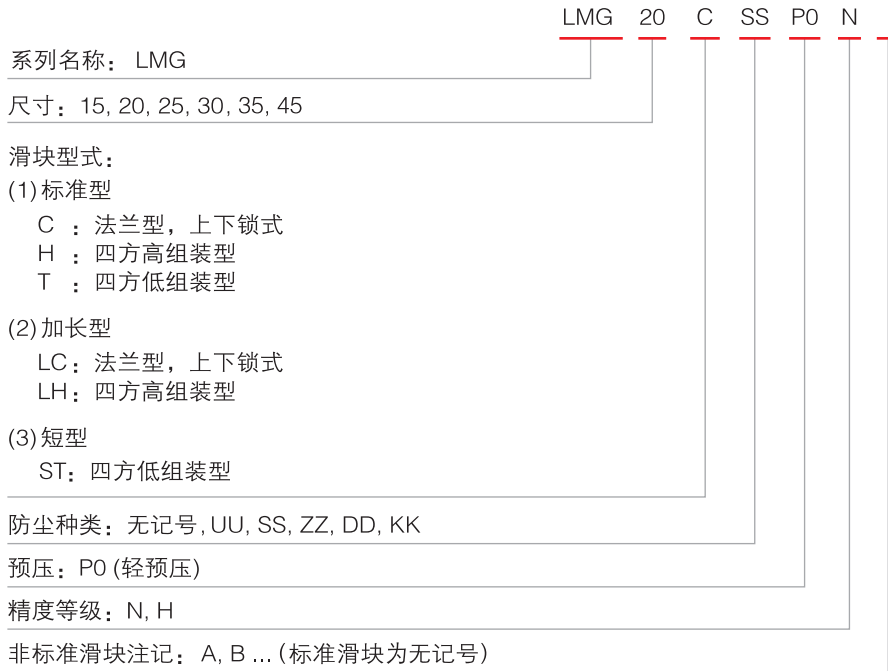 LMG 20 C SS P0 N
系列名称： LMG
尺寸：15, 20, 25, 30, 35, 45
滑块型式：
(1)标准型
C ：法兰型，上下锁式
H ：四方高组装型
T ：四方低组装型
(2)加长型
LC：法兰型，上下锁式
LH：四方高组装型
(3)短型
ST：四方低组装型
防尘种类：无记号, UU, SS, ZZ, DD, KK
预压：P0 (轻预压)
精度等级：N, H
非标准滑块注记：A, B ... (标准滑块为无记号)